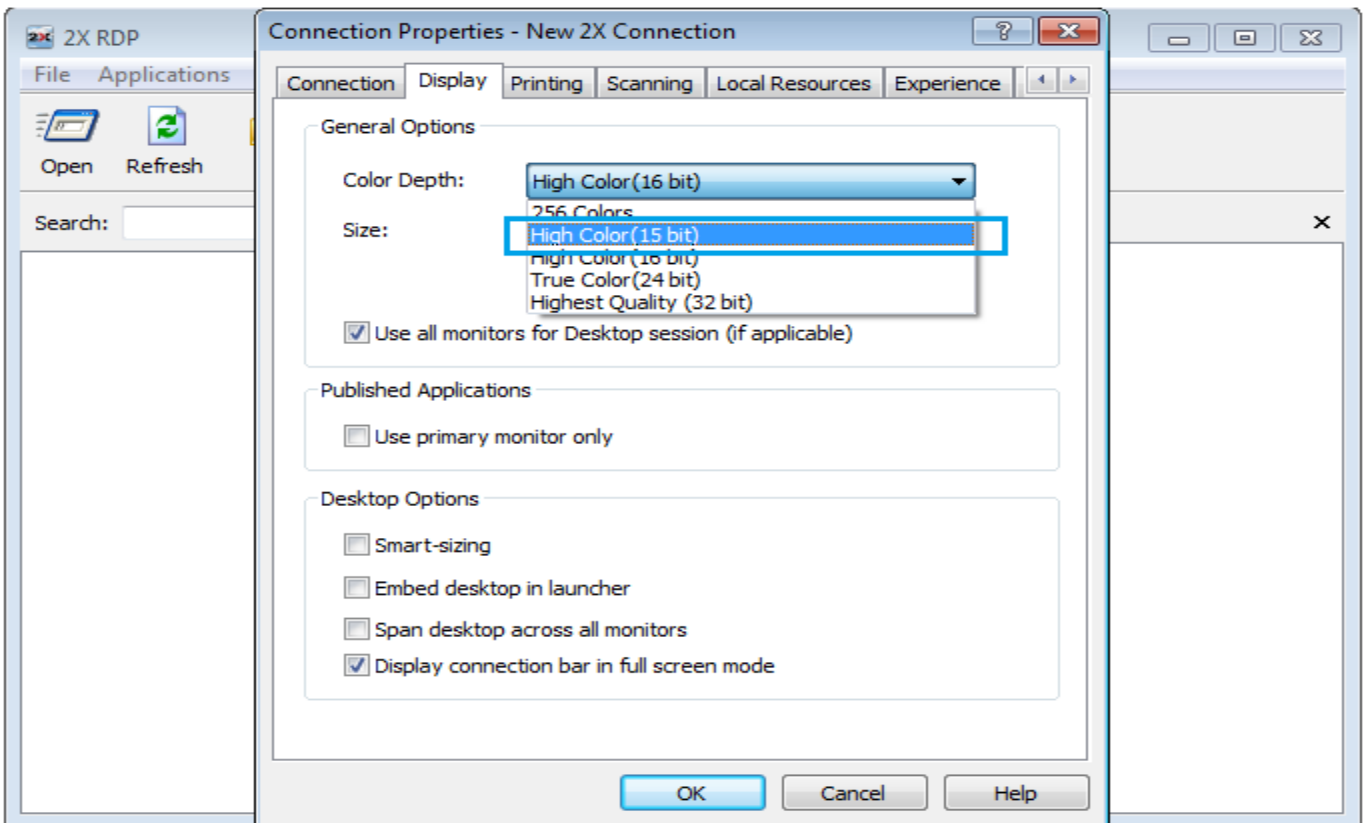 2X RDP
Connection Properties - New 2X Connection
File Applications
Connection Display Printing Scanning Local Resources Experience
General Options
Open Refresh
Color Depth: High Color(16 bit)
256 Colors
Search:
Size:
High Color(15 bit)
High Color(16 bit)
True Color(24 bit)
Highest Quality (32 bit)
Use all monitors for Desktop session (if applicable)
Published Applications
Use primary monitor only
Desktop Options
Smart-sizing
Embed desktop in launcher
Span desktop across all monitors
Display connection bar in full screen mode
OK Cancel Help